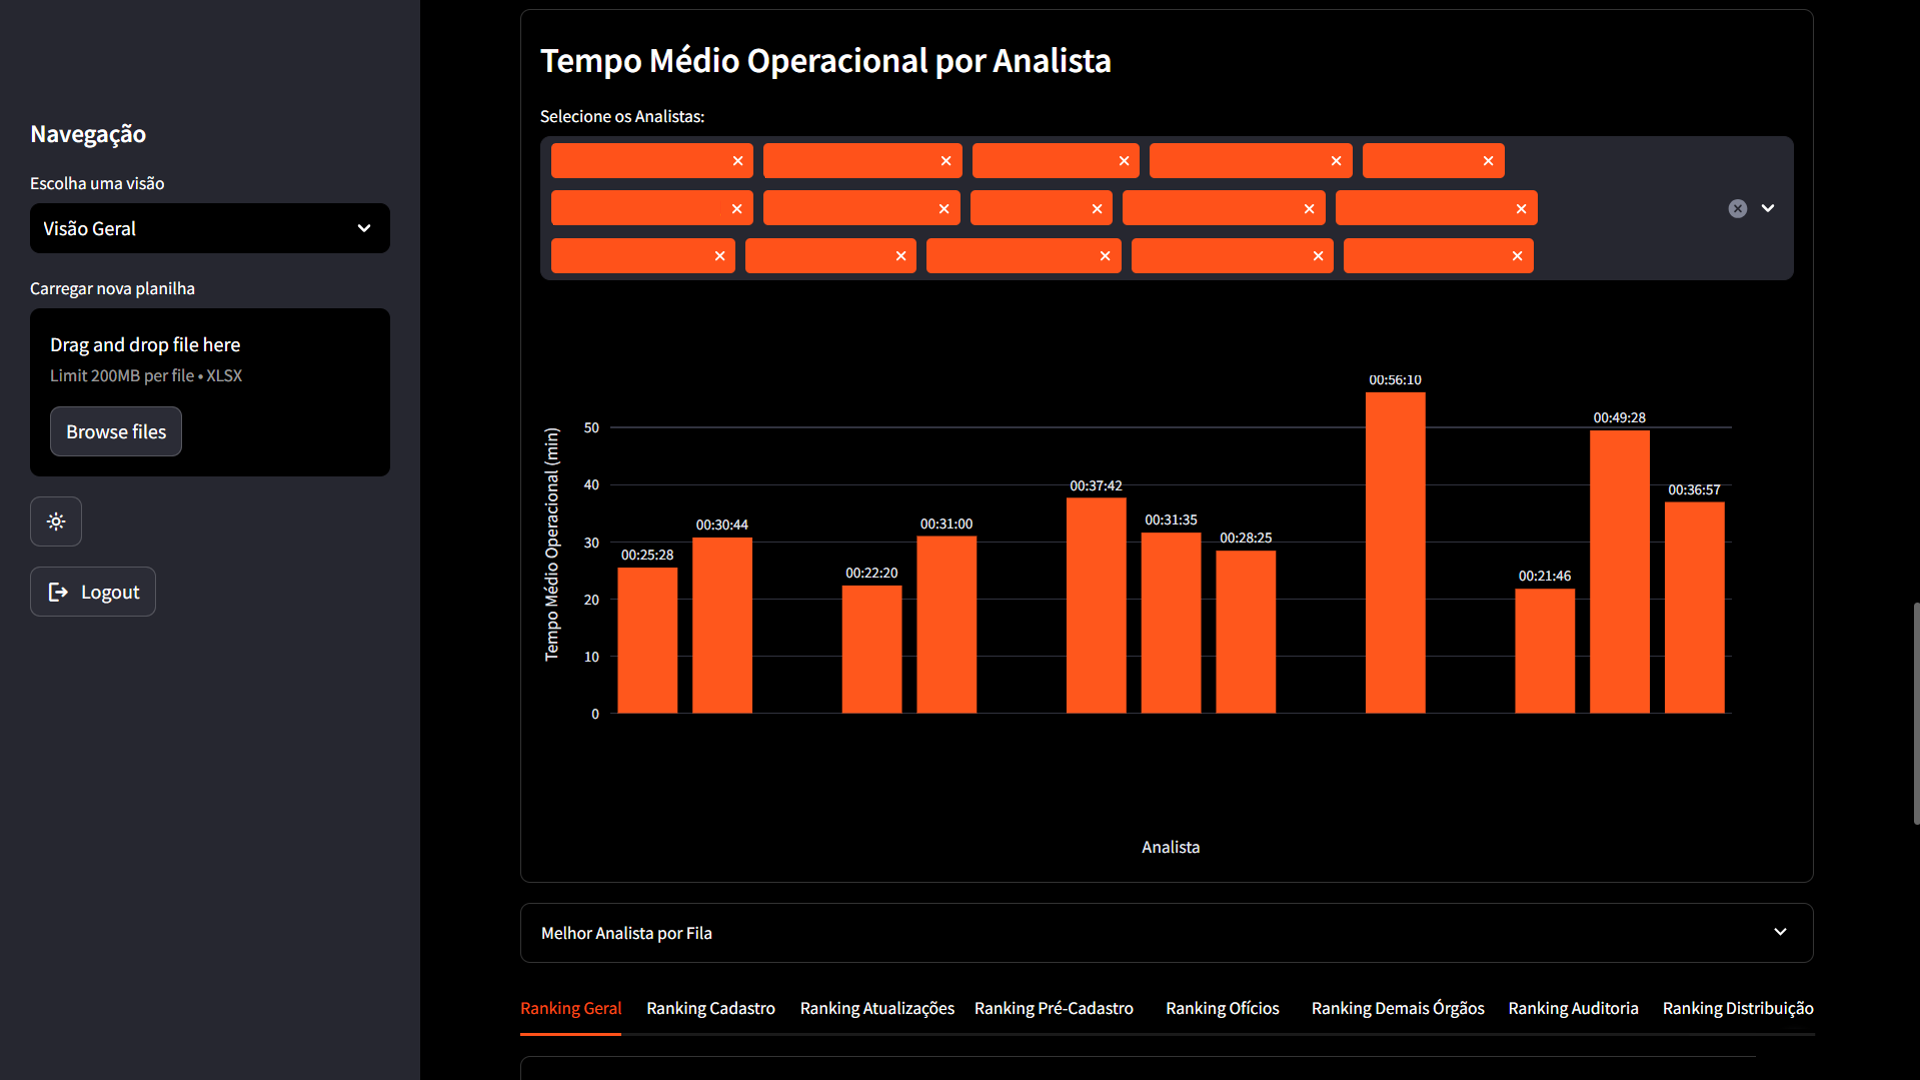 Navegação
Escolha uma visão
Visão Geral
Carregar nova planilha
Drag and drop file here
Limit 200MB per file • XLSX
Browse files
Logout
Tempo Médio Operacional por Analista
Selecione os Analistas:
Tempo Médio Operacional (min)
50
40
30
20
10
0
00:25:28
00:30:44
00:22:20
00:31:00
00:37:42
00:31:35
00:28:25
00:56:10
00:21:46
00:49:28
00:36:57
Analista
Melhor Analista por Fila
Ranking Geral Ranking Cadastro Ranking Atualizações Ranking Pré-Cadastro Ranking Ofícios Ranking Demais Órgãos Ranking Auditoria Ranking Distribuição